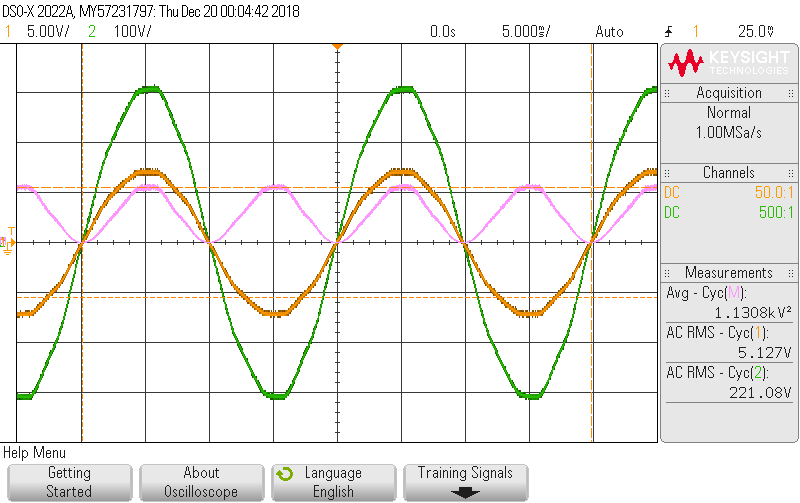 DSO-X 2022A, MY57231797: Thu Dec 20 00:04:42 2018
1 5.00V/ 2 100V/ 0.0s 5.000ms/ Auto 1 25.0V
KEYSIGHT
TECHNOLOGIES
Acquisition
Normal
1.00MSa/s
Channels
DC 50.0:1
DC 500:1
Measurements
Avg - Cyc(M):
1.1308kV²
AC RMS - Cyc(1):
5.127V
AC RMS - Cyc(2):
221.08V
Help Menu
Getting
Started
About
Oscilloscope
Language
English
Training Signals